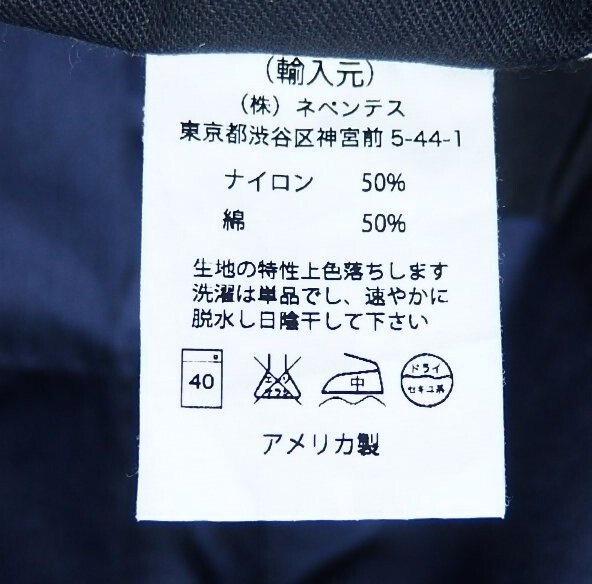 (輸入元)
(株) ネペンテス
東京都渋谷区神宮前 5-44-1
ナイロン 50%
綿 50%
生地の特性上色落ちします
洗濯は単品でし、速やかに
脱水し日陰干して下さい
40 エンソサラシ 中 ドライ セキユ系
アメリカ製